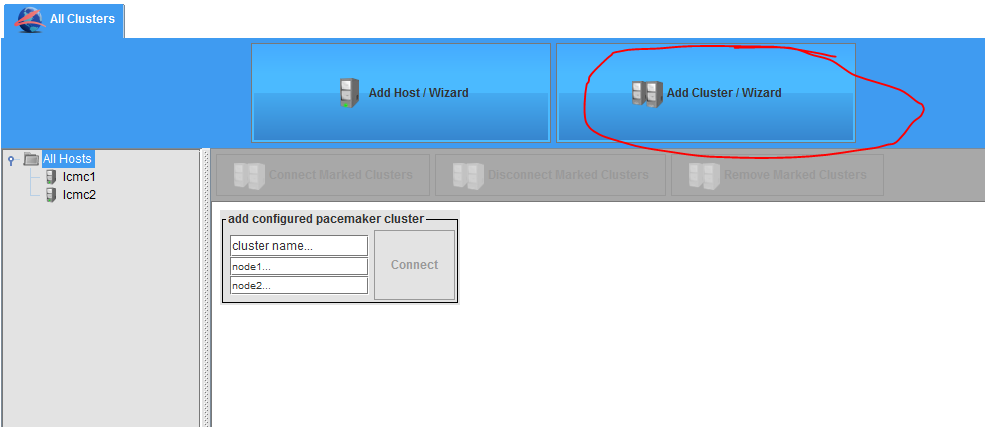 All Clusters
Add Host / Wizard
Add Cluster / Wizard
All Hosts
lcmc1
lcmc2
Connect Marked Clusters
Disconnect Marked Clusters
Remove Marked Clusters
add configured pacemaker cluster
cluster name...
node1...
node2...
Connect